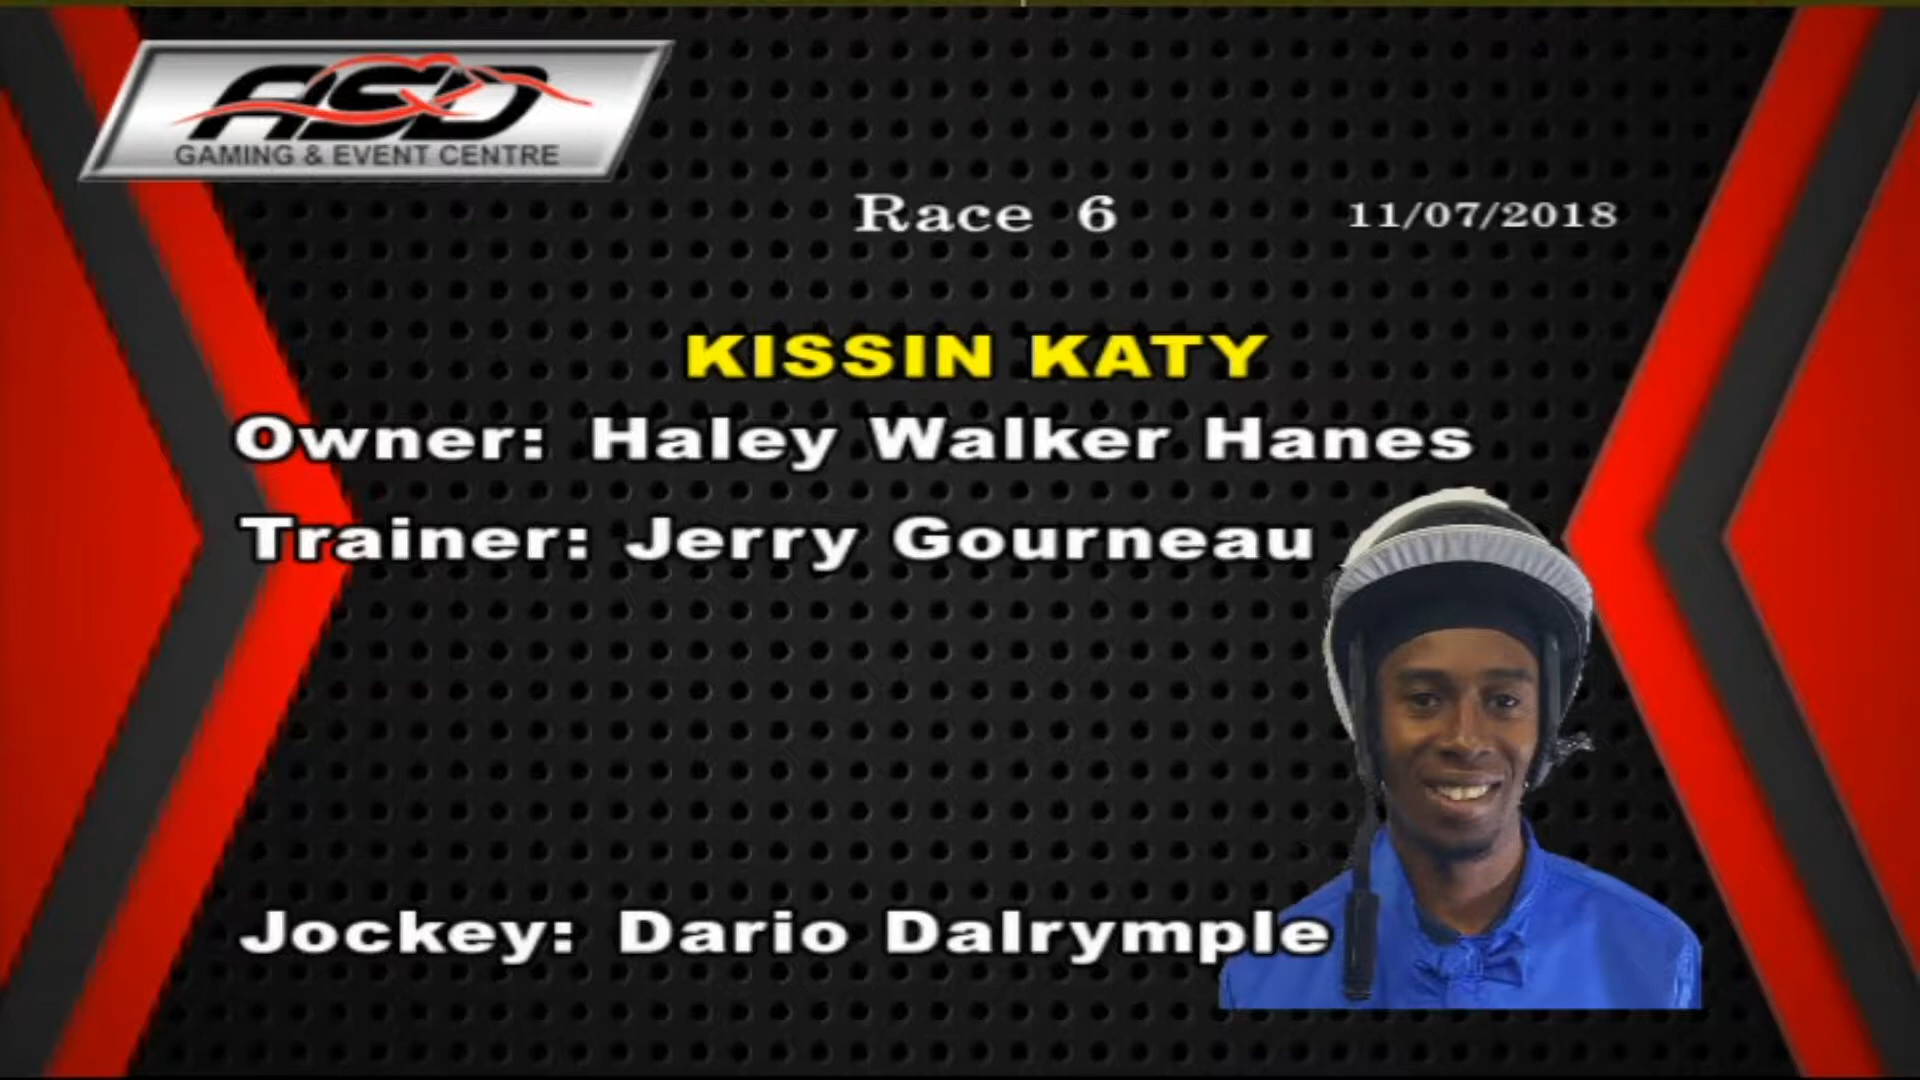 ASD
GAMING & EVENT CENTRE
Race 6
11/07/2018
KISSIN KATY
Owner: Haley Walker Hanes
Trainer: Jerry Gourneau
Jockey: Dario Dalrymple